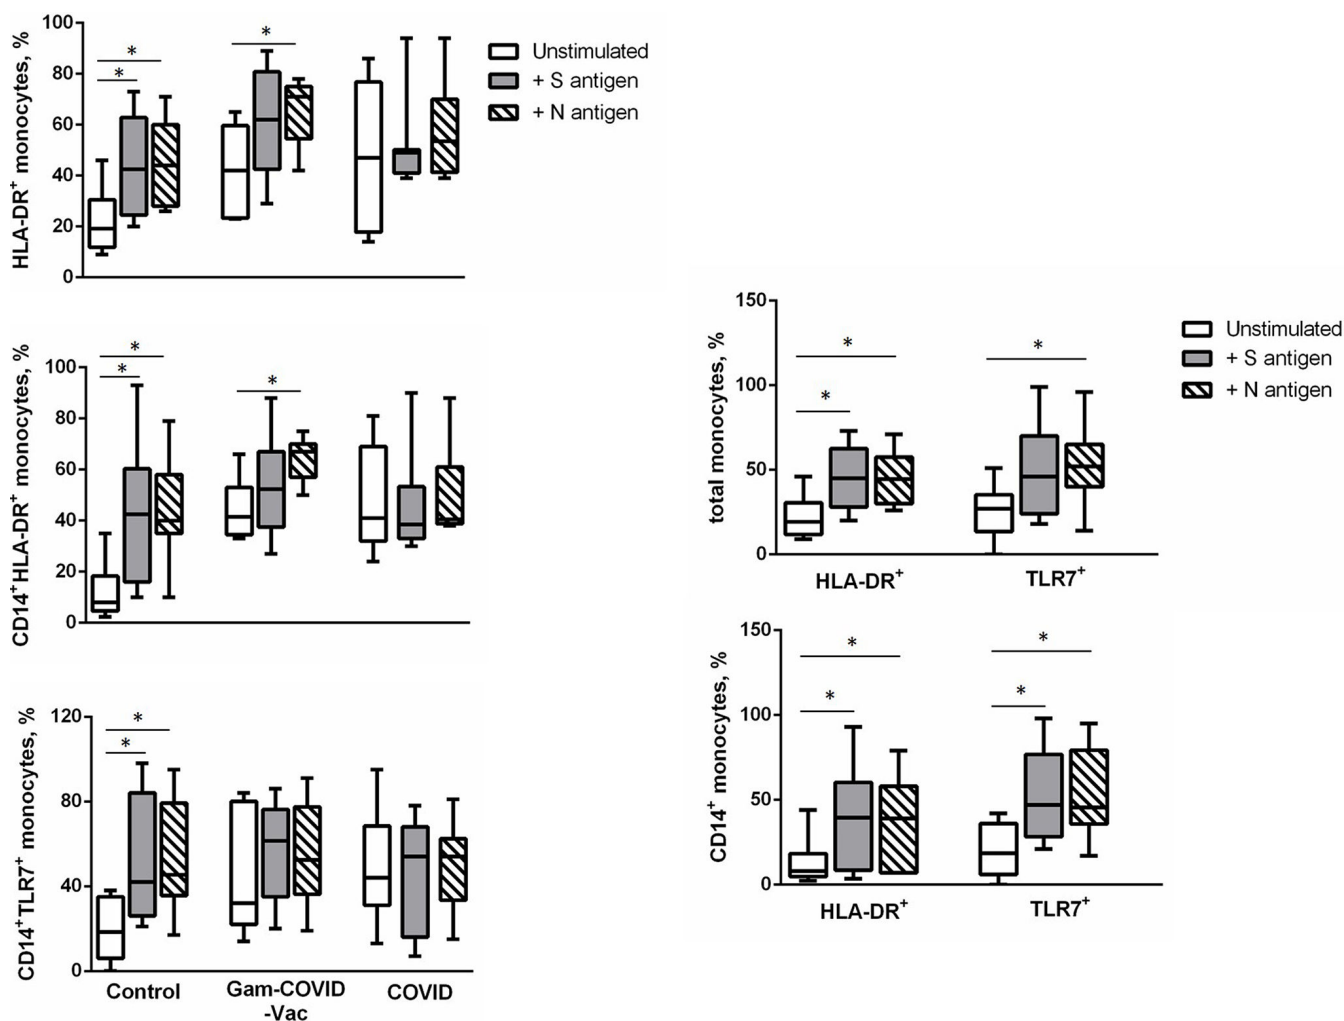 HLA-DR⁺ monocytes, %
100
80
60
40
20
0
*
*
*
Unstimulated
+ S antigen
+ N antigen
CD14⁺HLA-DR⁺ monocytes, %
100
80
60
40
20
0
*
*
*
CD14⁺TLR7⁺ monocytes, %
120
80
40
0
*
*
Control
Gam-COVID
-Vac
COVID
total monocytes, %
150
100
50
0
*
*
*
Unstimulated
+ S antigen
+ N antigen
HLA-DR⁺
TLR7⁺
CD14⁺ monocytes, %
150
100
50
0
*
*
*
*
HLA-DR⁺
TLR7⁺